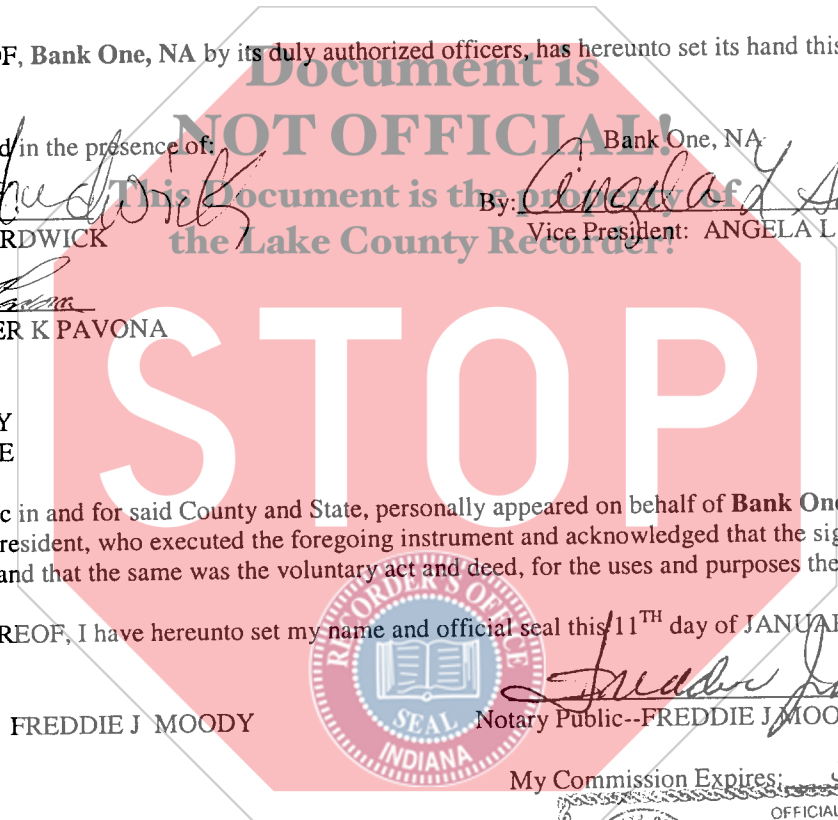 OF, Bank One, NA by its duly authorized officers, has hereunto set its hand this
Document is
NOT OFFICIAL!
d in the presence of:
Bank One, NA
This Document is the property of
By: Angela L
the Lake County Recorder!
RDWICK
Vice President: ANGELA L
ER K PAVONA
STOP
Y
E
c in and for said County and State, personally appeared on behalf of Bank One
resident, who executed the foregoing instrument and acknowledged that the sig
and that the same was the voluntary act and deed, for the uses and purposes the
REOF, I have hereunto set my name and official seal this 11TH day of JANUAR
RECORDER'S OFFICE
SEAL
INDIANA
FREDDIE J MOODY
Notary Public--FREDDIE J MOO
My Commission Expires:
OFFICIAL